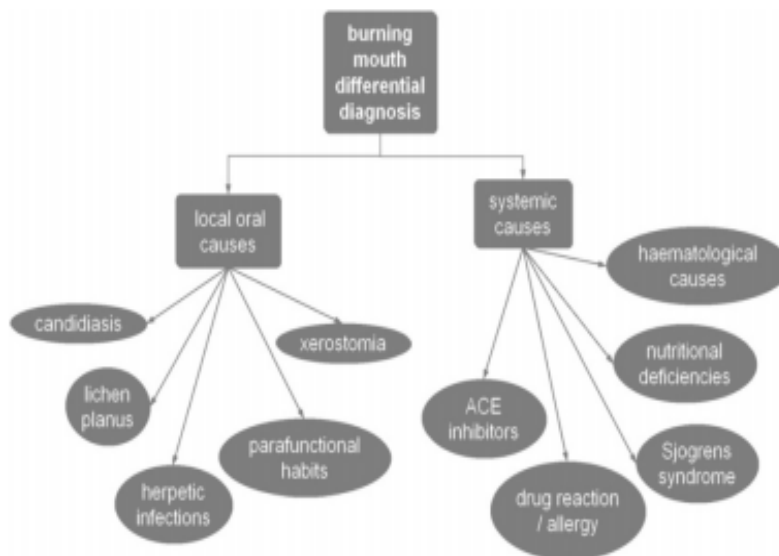 burning
mouth
differential
diagnosis
local oral
causes
systemic
causes
candidiasis
lichen
planus
herpetic
infections
parafunctional
habits
xerostomia
ACE
inhibitors
drug reaction
/ allergy
Sjogrens
syndrome
nutritional
deficiencies
haematological
causes